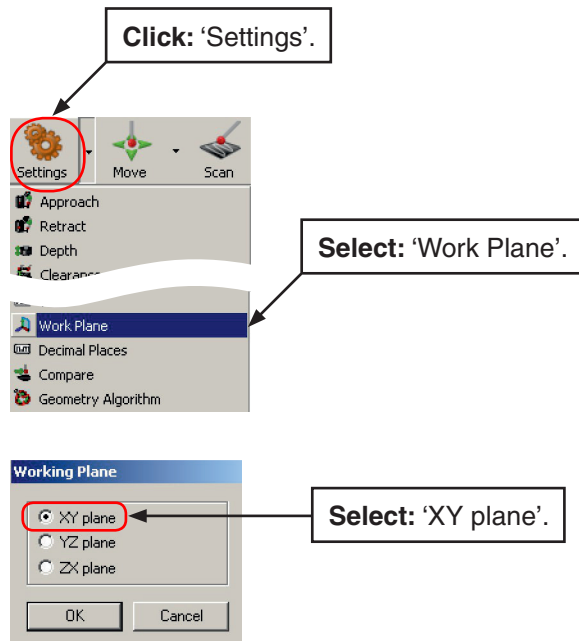 Click: 'Settings'.
Settings Move Scan
Approach
Retract
Depth
Clearance
Select: 'Work Plane'.
Work Plane
Decimal Places
Compare
Geometry Algorithm
Working Plane
XY plane
Select: 'XY plane'.
YZ plane
ZX plane
OK Cancel